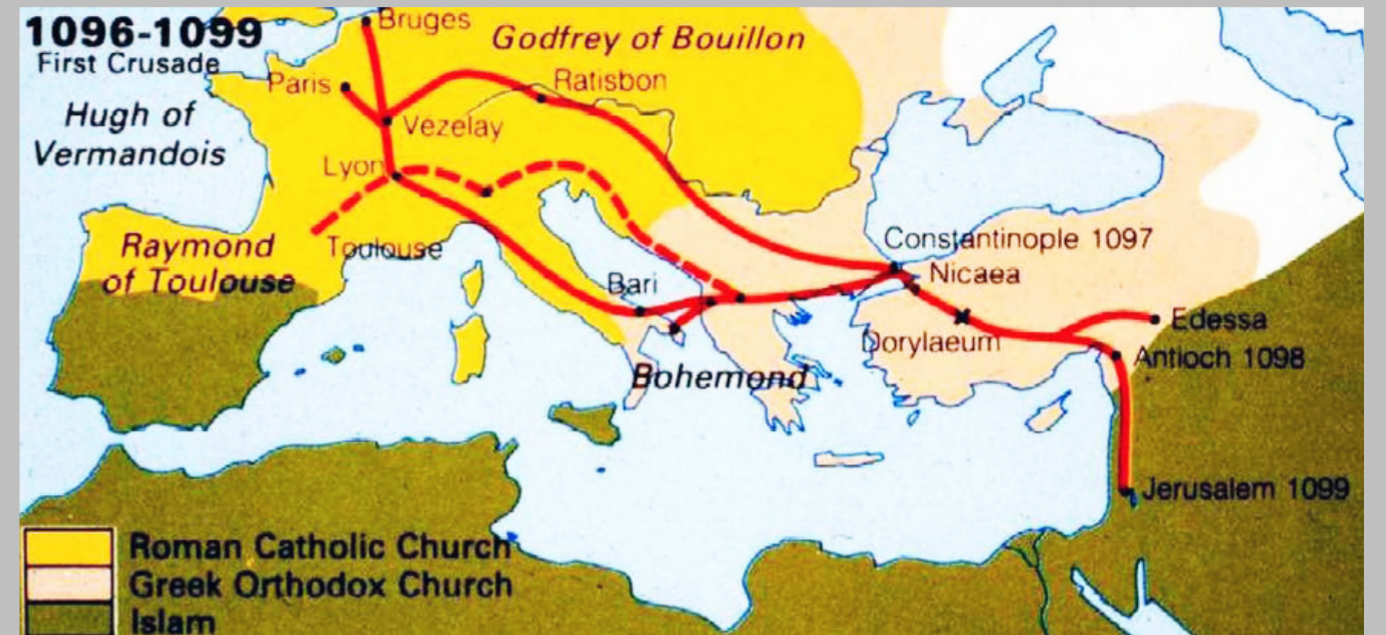 1096-1099
First Crusade
Hugh of
Vermandois
Bruges
Godfrey of Bouillon
Paris
Ratisbon
Vezelay
Lyon
Raymond
of Toulouse
Toulouse
Bari
Bohemond
Constantinople 1097
Nicaea
Dorylaeum
Edessa
Antioch 1098
Jerusalem 1099
Roman Catholic Church
Greek Orthodox Church
Islam